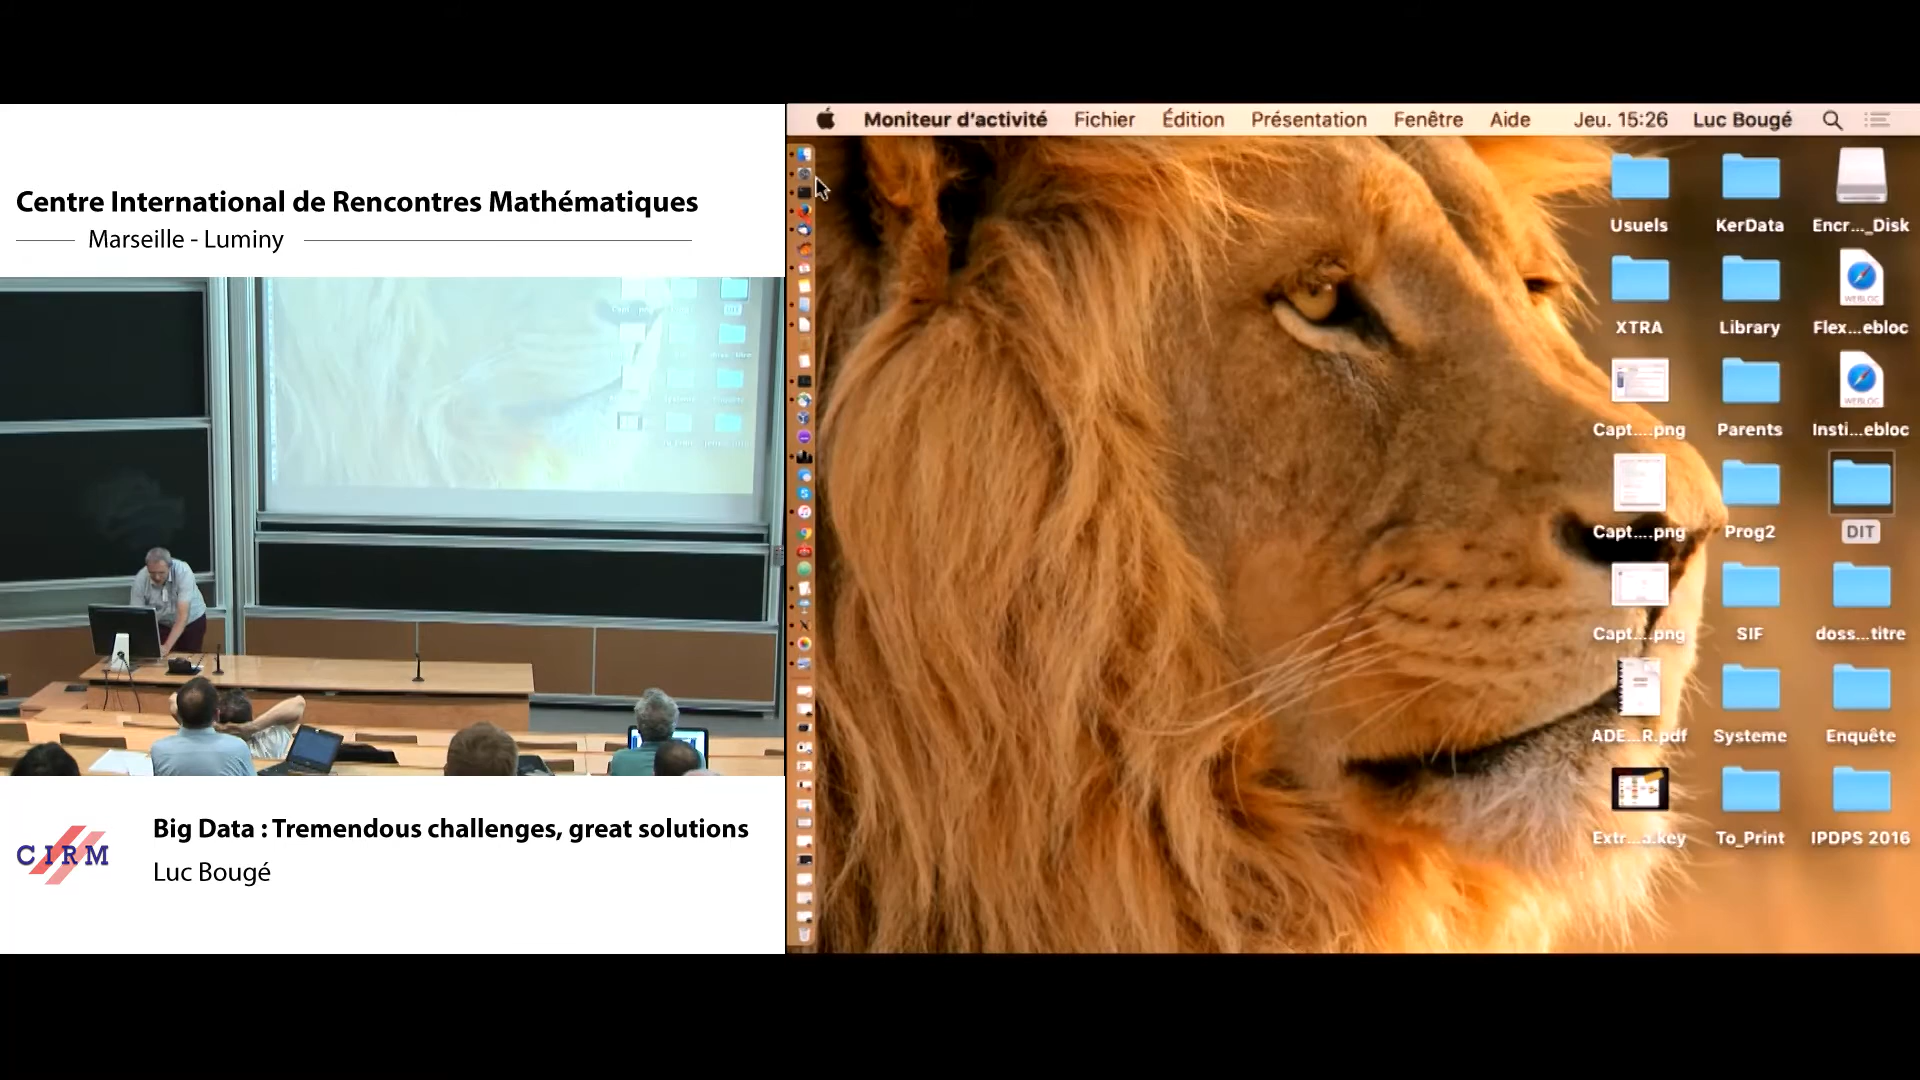 Centre International de Rencontres Mathématiques
Marseille - Luminy
Big Data : Tremendous challenges, great solutions
Luc Bougé
CIRM
Moniteur d'activité Fichier Édition Présentation Fenêtre Aide Jeu. 15:26 Luc Bougé
Usuels KerData Encr..._Disk
WEBLOC
XTRA Library Flex...ebloc
WEBLOC
Capt....png Parents Insti...ebloc
Capt....png Prog2 DIT
Capt....png SIF doss...titre
ADE...R.pdf Systeme Enquête
Extr...a.key To_Print IPDPS 2016